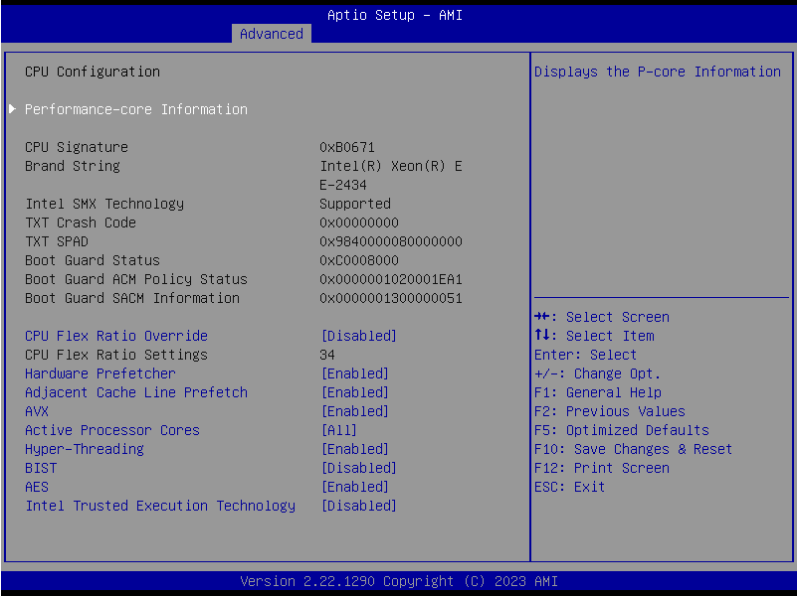 Aptio Setup – AMI
Advanced
CPU Configuration
Performance-core Information
CPU Signature 0xB0671
Brand String Intel(R) Xeon(R) E
E-2434
Intel SMX Technology Supported
TXT Crash Code 0x00000000
TXT SPAD 0x9840000080000000
Boot Guard Status 0xC0008000
Boot Guard ACM Policy Status 0x0000001020001EA1
Boot Guard SACM Information 0x0000001300000051
CPU Flex Ratio Override [Disabled]
CPU Flex Ratio Settings 34
Hardware Prefetcher [Enabled]
Adjacent Cache Line Prefetch [Enabled]
AVX [Enabled]
Active Processor Cores [All]
Hyper-Threading [Enabled]
BIST [Disabled]
AES [Enabled]
Intel Trusted Execution Technology [Disabled]
Displays the P-core Information
→←: Select Screen
↑↓: Select Item
Enter: Select
+/-: Change Opt.
F1: General Help
F2: Previous Values
F5: Optimized Defaults
F10: Save Changes & Reset
F12: Print Screen
ESC: Exit
Version 2.22.1290 Copyright (C) 2023 AMI